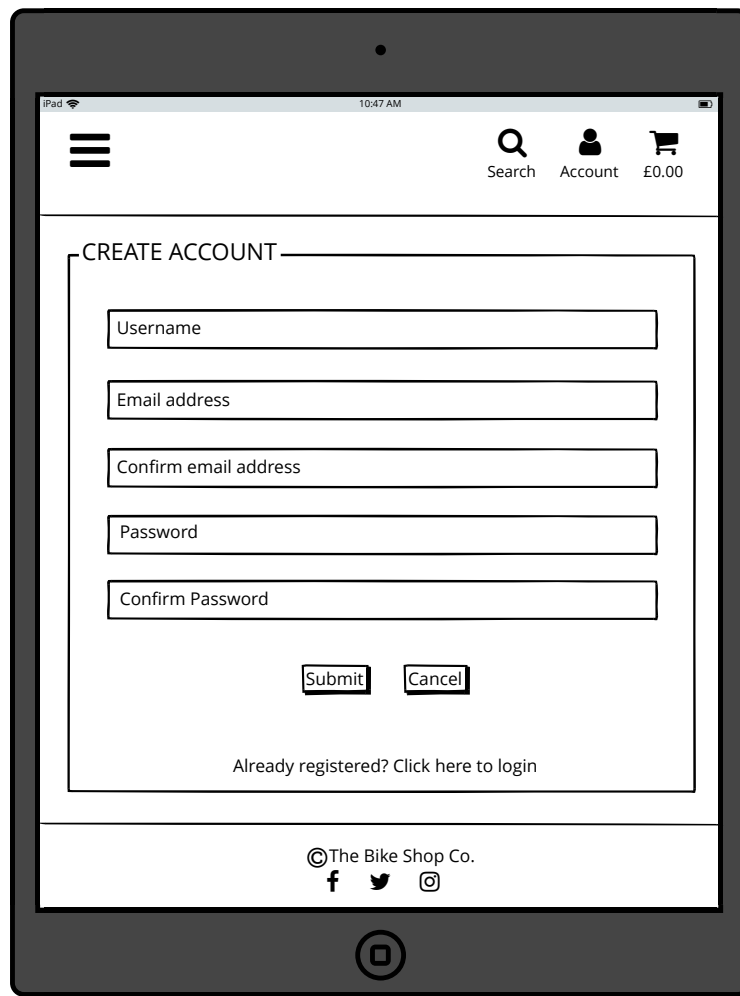 iPad 10:47 AM
Search Account £0.00
CREATE ACCOUNT
Username
Email address
Confirm email address
Password
Confirm Password
Submit Cancel
Already registered? Click here to login
©The Bike Shop Co.